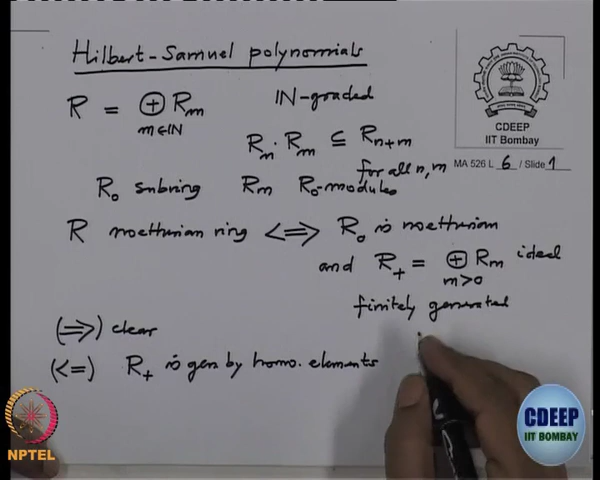 Hilbert-Samuel polynomials
R = ⊕ Rm IN-graded
m∈IN
Rn · Rm ⊆ Rn+m
for all n, m
R0 subring Rm R0-modules
R noetherian ring <=> R0 is noetherian
and R+ = ⊕ Rm ideal
m>0
finitely generated
(=>) clear
(<=) R+ is gen by homo. elements
CDEEP
IIT Bombay
MA 526 L 6 / Slide 1
NPTEL
CDEEP
IIT BOMBAY